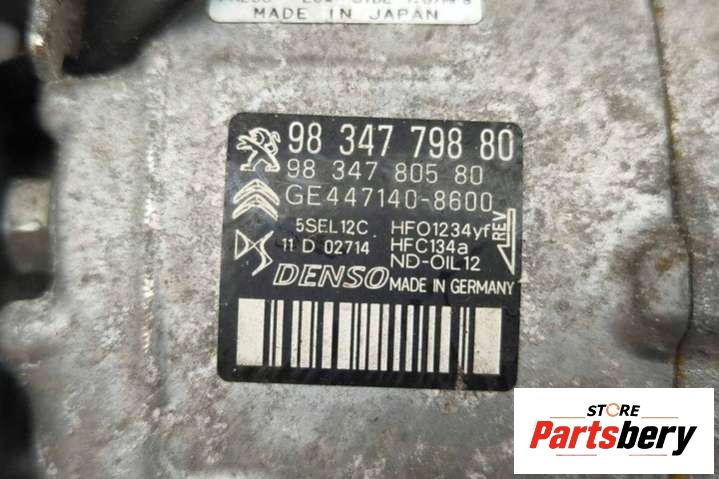 MADE IN JAPAN
98 347 798 80
98 347 805 80
GE447140-8600
5SEL12C HFO1234yf
11 D 02714 HFC134a
ND-OIL12
REV
DENSO MADE IN GERMANY
STORE
Partsbery